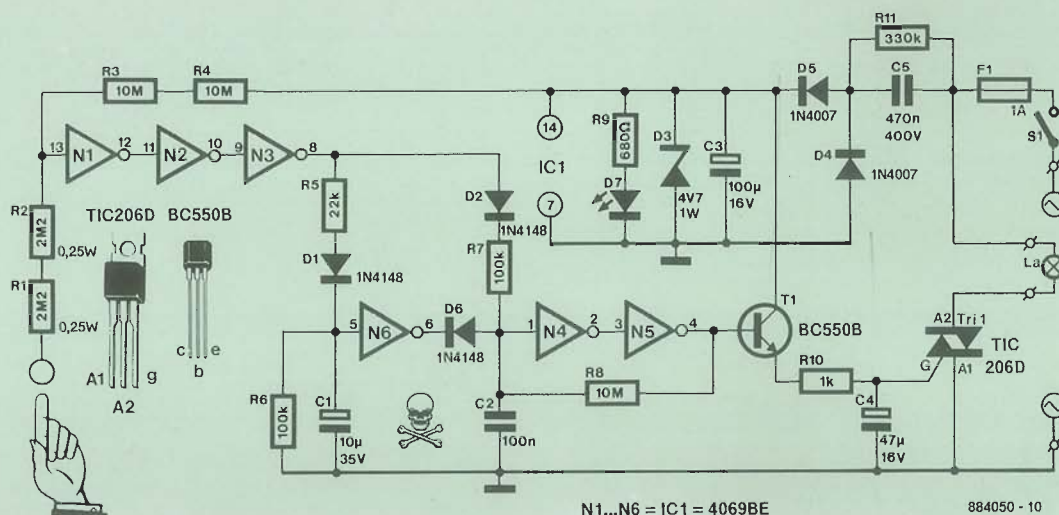 R3
10M
R4
10M
13
N1
12
11
N2
10
9
N3
8
R2
2M2
0,25W
R1
2M2
0,25W
TIC206D
BC550B
A1
A2
g
c
b
e
R5
22k
D1
1N4148
D2
1N4148
R7
100k
5
N6
6
D6
1N4148
1
N4
2
3
N5
4
R8
10M
R6
100k
C1
10µ
35V
C2
100n
14
IC1
7
R9
680Ω
D7
D3
4V7
1W
C3
100µ
16V
D5
1N4007
D4
1N4007
R11
330k
C5
470n
400V
F1
1A
S1
La
T1
BC550B
R10
1k
C4
47µ
16V
A2
Tri1
G
A1
TIC
206D
N1...N6 = IC1 = 4069BE
884050 - 10